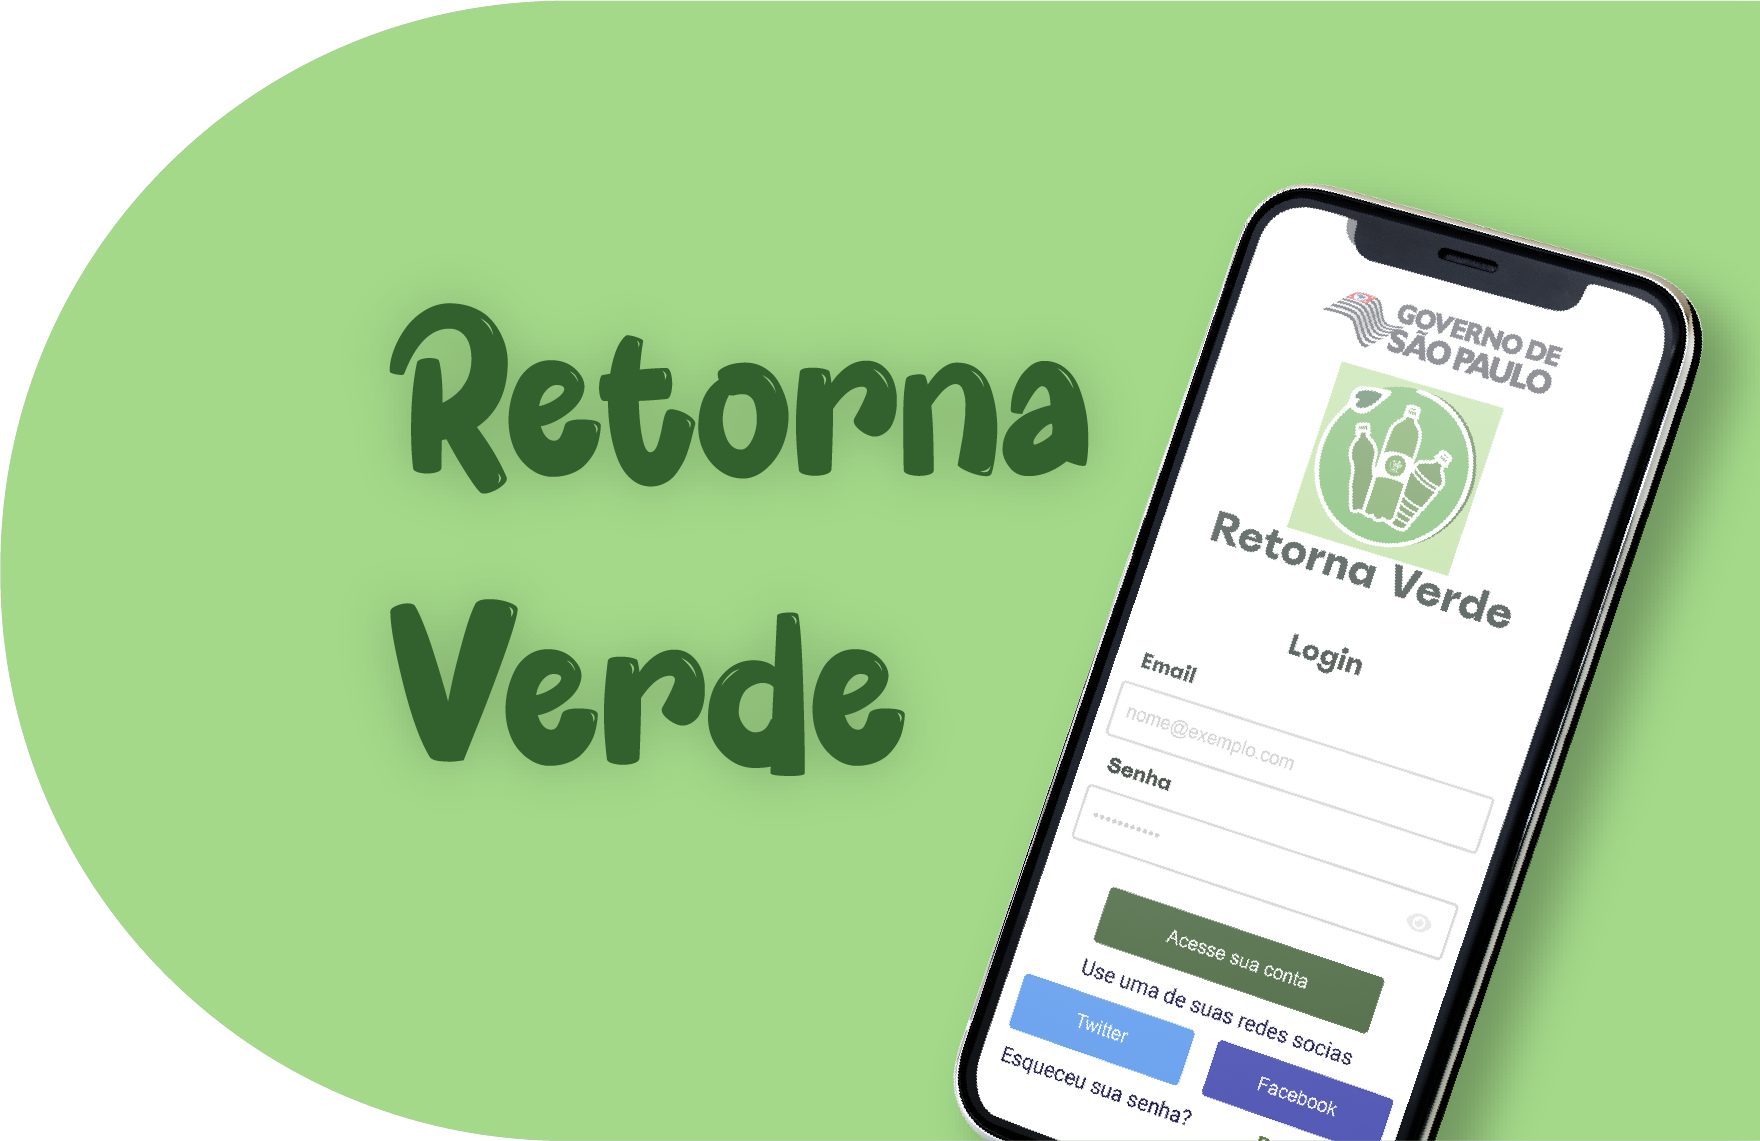 Retorna
Verde
GOVERNO DE
SÃO PAULO
Retorna Verde
Login
Email
nome@exemplo.com
Senha
Acesse sua conta
Use uma de suas redes socias
Twitter
Facebook
Esqueceu sua senha?